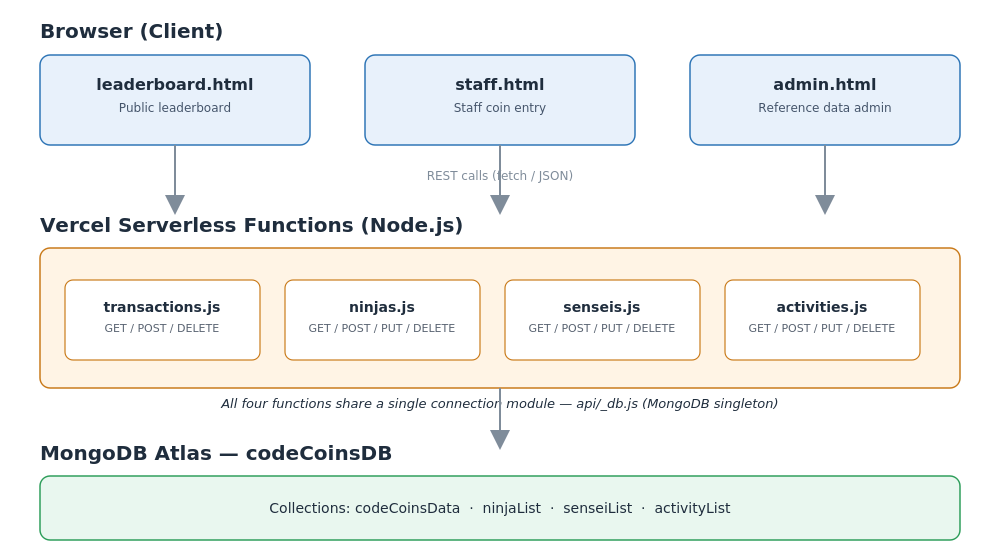 Browser (Client)
leaderboard.html
Public leaderboard
staff.html
Staff coin entry
admin.html
Reference data admin
REST calls (fetch / JSON)
Vercel Serverless Functions (Node.js)
transactions.js
GET / POST / DELETE
ninjas.js
GET / POST / PUT / DELETE
senseis.js
GET / POST / PUT / DELETE
activities.js
GET / POST / PUT / DELETE
All four functions share a single connection module — api/_db.js (MongoDB singleton)
MongoDB Atlas — codeCoinsDB
Collections: codeCoinsData · ninjaList · senseiList · activityList